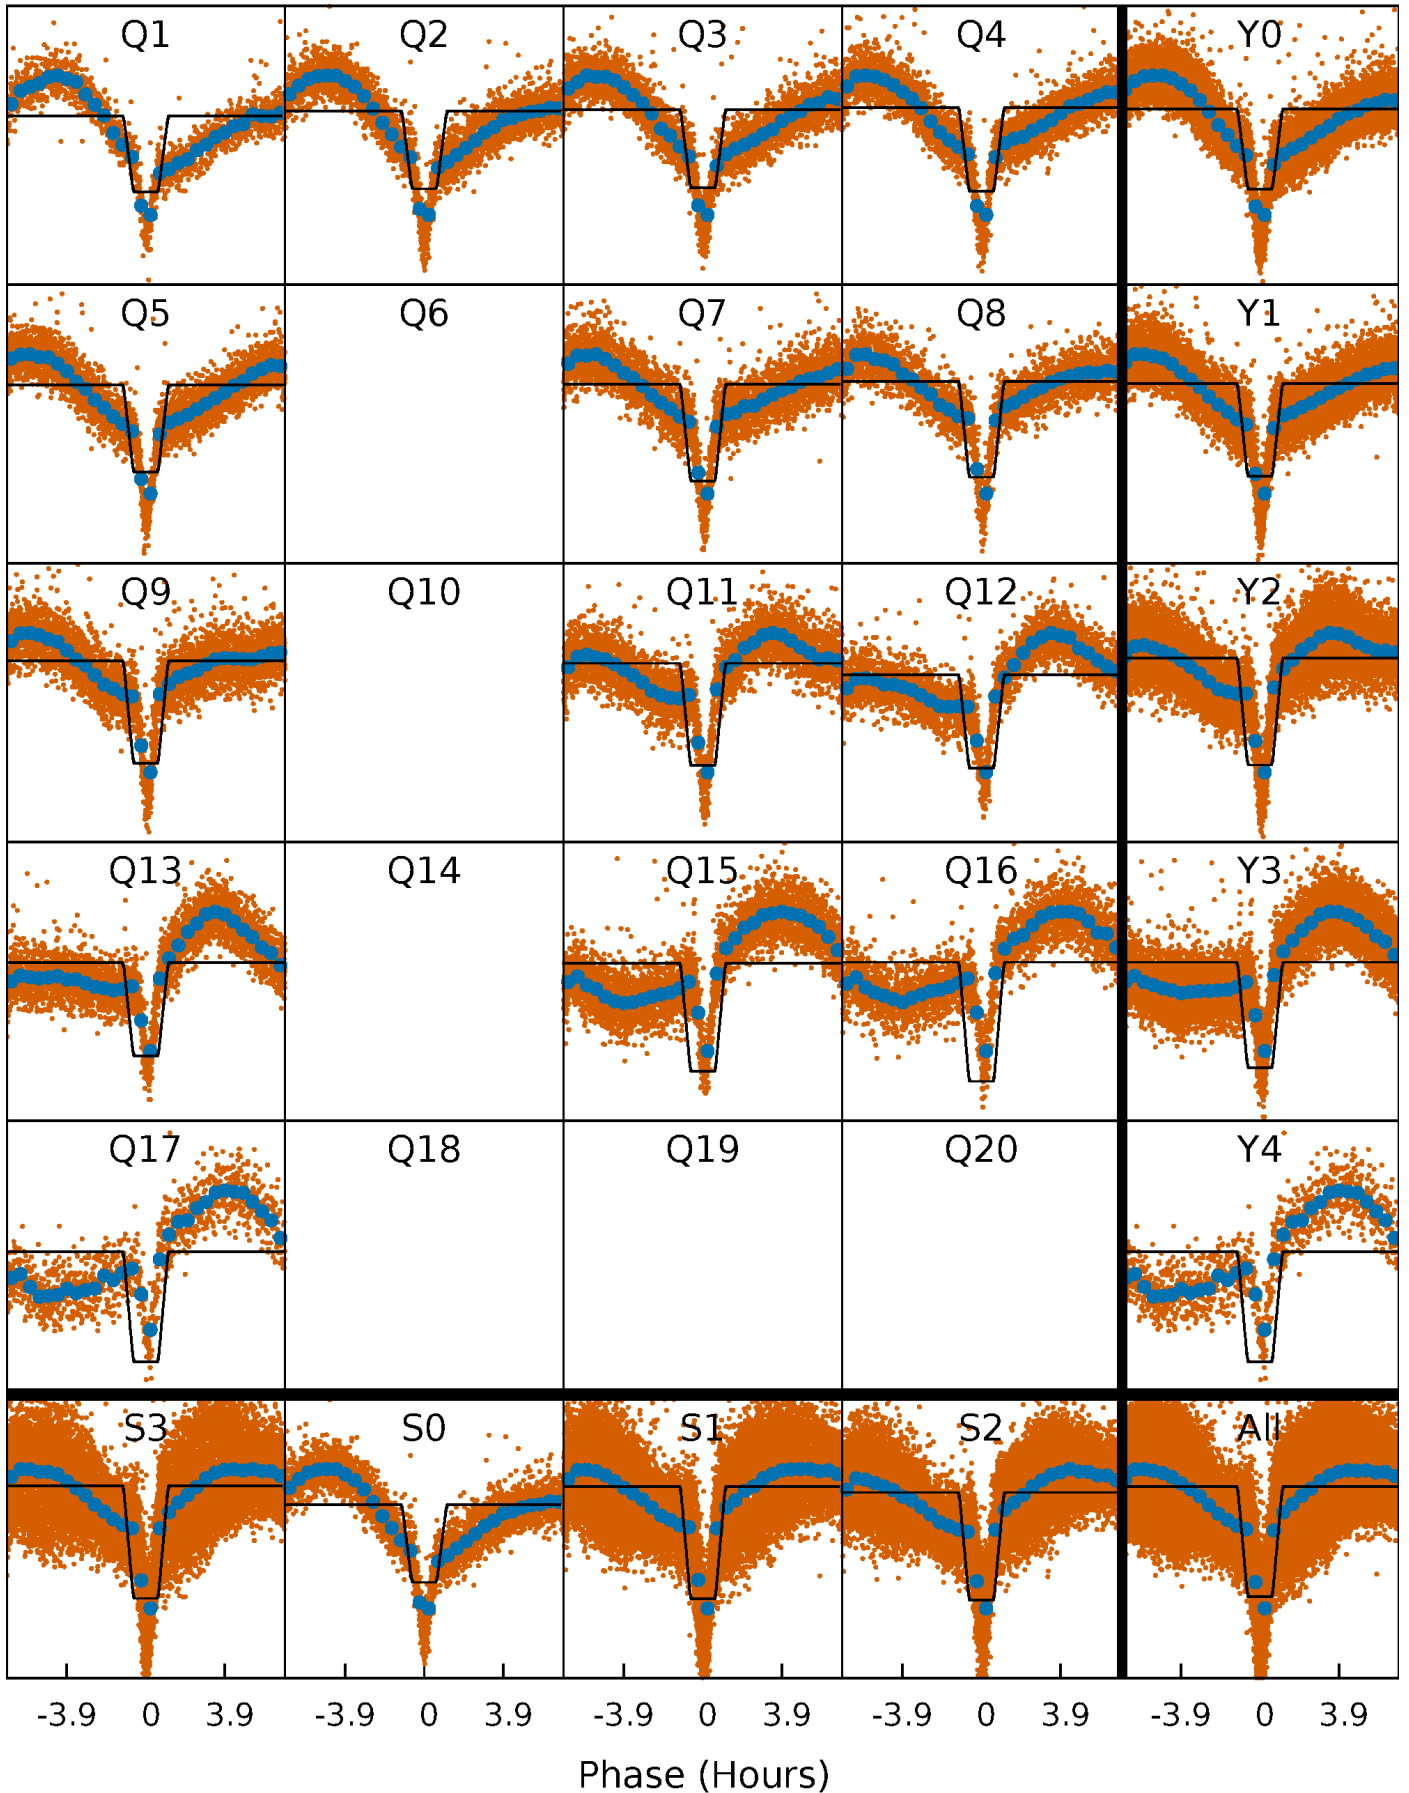 Q1 Q2 Q3 Q4 Y0
Q5 Q6 Q7 Q8 Y1
Q9 Q10 Q11 Q12 Y2
Q13 Q14 Q15 Q16 Y3
Q17 Q18 Q19 Q20 Y4
S3 S0 S1 S2 All
-3.9 0 3.9 -3.9 0 3.9 -3.9 0 3.9 -3.9 0 3.9 -3.9 0 3.9
Phase (Hours)